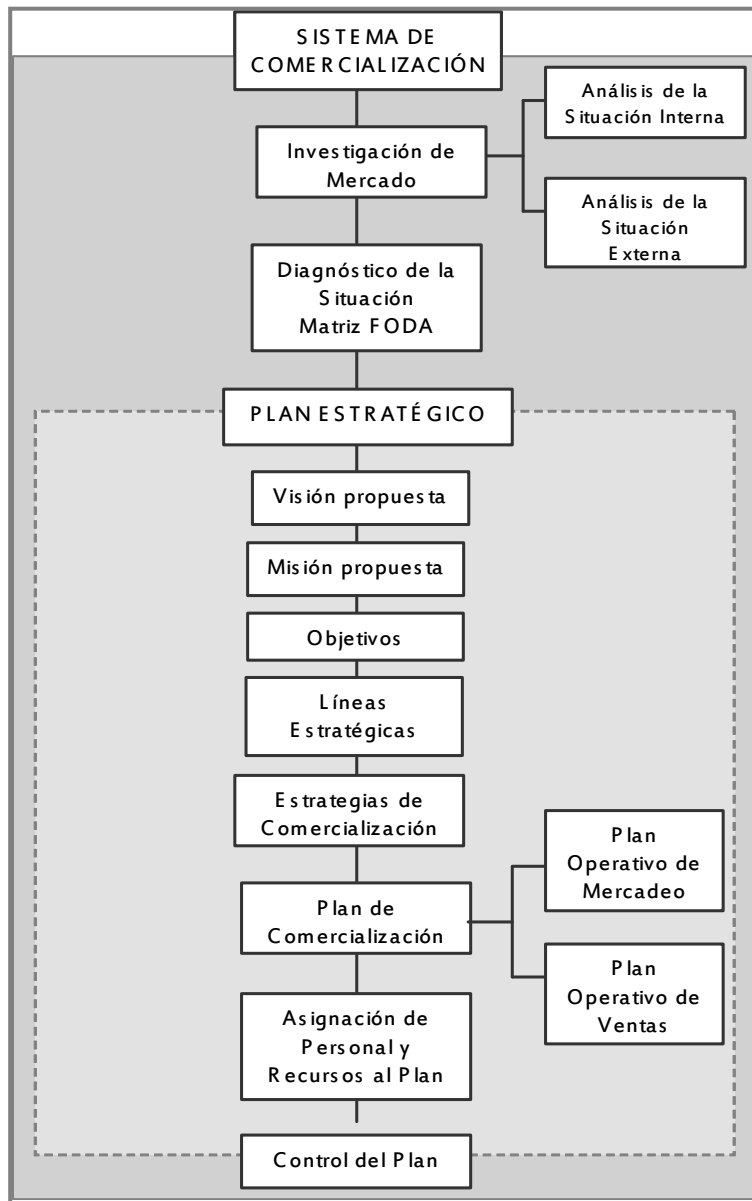 SISTEMA DE
COMERCIALIZACIÓN
Análisis de la
Situación Interna
Investigación de
Mercado
Análisis de la
Situación
Externa
Diagnóstico de la
Situación
Matriz FODA
PLAN ESTRATÉGICO
Visión propuesta
Misión propuesta
Objetivos
Líneas
Estratégicas
Estrategias de
Comercialización
Plan
Operativo de
Mercadeo
Plan de
Comercialización
Plan
Operativo de
Ventas
Asignación de
Personal y
Recursos al Plan
Control del Plan